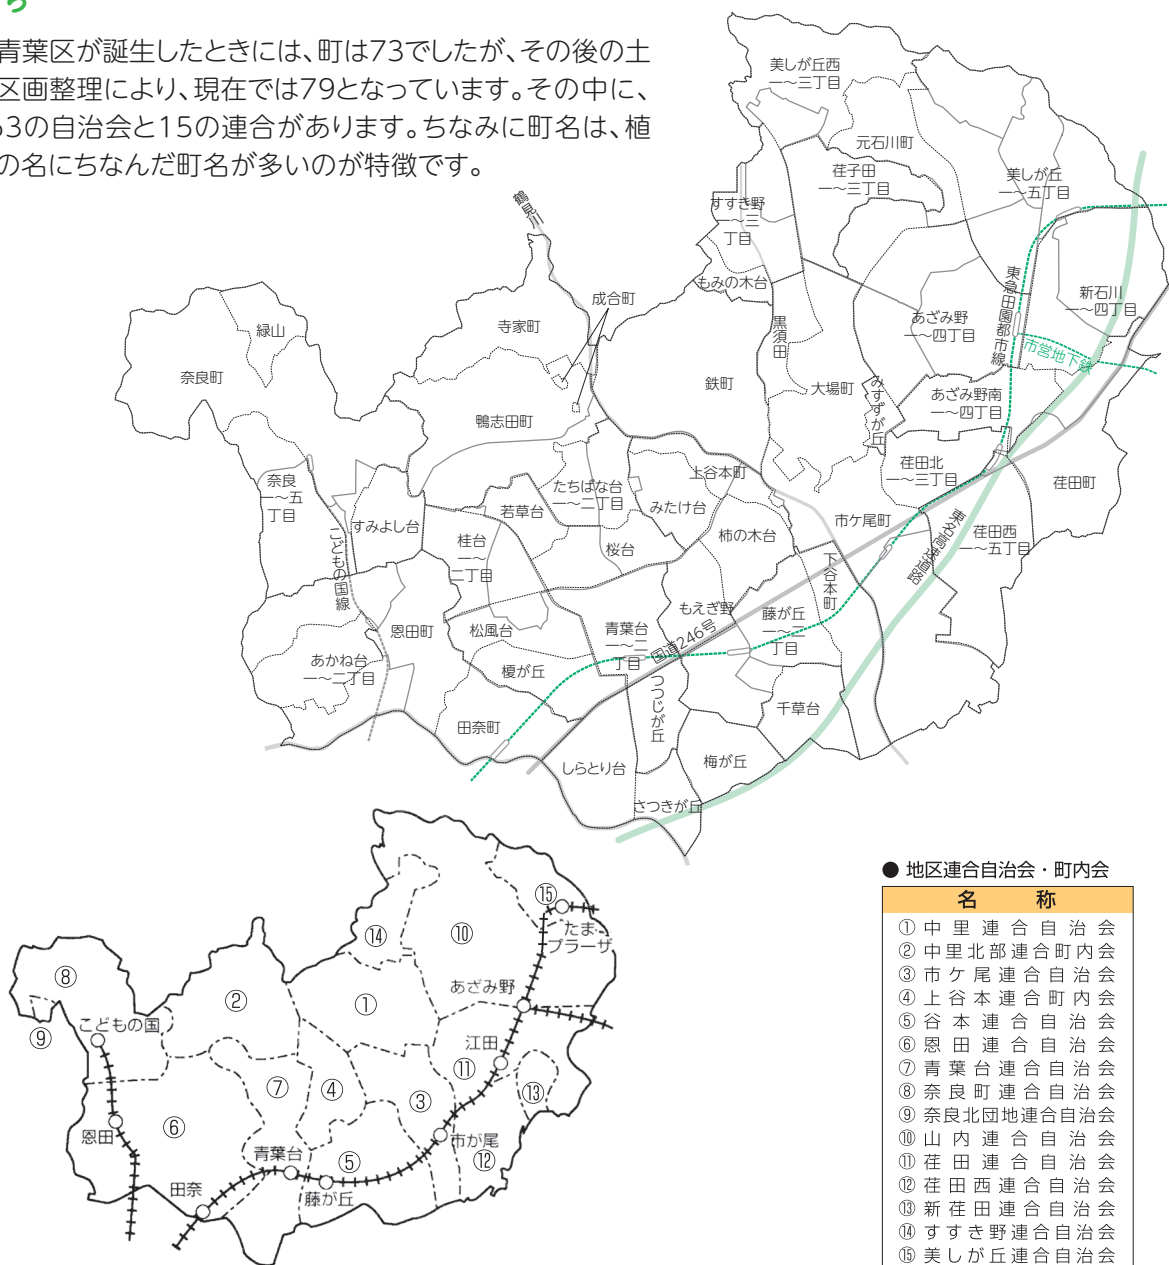 青葉区が誕生したときには、町は73でしたが、その後の土
区画整理により、現在では79となっています。その中に、
63の自治会と15の連合があります。ちなみに町名は、植
の名にちなんだ町名が多いのが特徴です。
美しが丘西
一〜三丁目
元石川町
荏子田
一〜三丁目
美しが丘
一〜五丁目
すすき野
一〜三
丁目
鶴見川
もみの木台
東急田園都市線
新石川
一〜四丁目
成合町
寺家町
緑山
奈良町
黒須田
あざみ野
一〜四丁目
市営地下鉄
鉄町
大場町
みすずが丘
あざみ野南
一〜四丁目
鴨志田町
荏田北
一〜三丁目
荏田町
奈良
一〜五
丁目
たちばな台
一〜二丁目
上谷本町
みたけ台
若草台
すみよし台
こどもの国線
桂台
一〜
二丁目
桜台
柿の木台
市ケ尾町
荏田西
一〜五丁目
東名高速道路
下谷本町
もえぎ野
藤が丘
一〜二
丁目
恩田町
松風台
青葉台
一〜二
丁目
国道246号
あかね台
一〜二丁目
榎が丘
つつじが丘
田奈町
千草台
しらとり台
梅が丘
さつきが丘
⑮
たま
プラーザ
⑭
⑩
⑧
②
①
あざみ野
⑨
こどもの国
江田
⑪
⑦
④
③
⑬
⑥
恩田
市が尾
⑫
青葉台
⑤
田奈
藤が丘
● 地区連合自治会・町内会
名　称
① 中里連合自治会
② 中里北部連合町内会
③ 市ケ尾連合自治会
④ 上谷本連合町内会
⑤ 谷本連合自治会
⑥ 恩田連合自治会
⑦ 青葉台連合自治会
⑧ 奈良町連合自治会
⑨ 奈良北団地連合自治会
⑩ 山内連合自治会
⑪ 荏田連合自治会
⑫ 荏田西連合自治会
⑬ 新荏田連合自治会
⑭ すすき野連合自治会
⑮ 美しが丘連合自治会